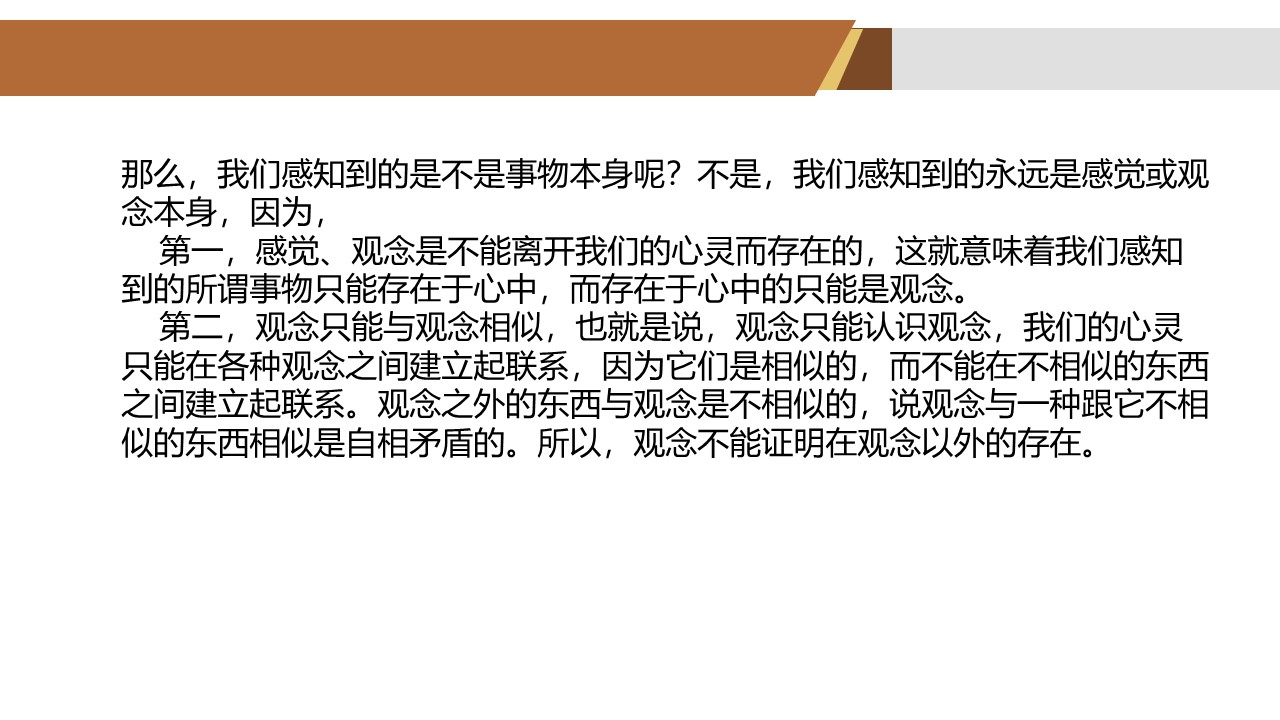 那么，我们感知到的是不是事物本身呢？不是，我们感知到的永远是感觉或观
念本身，因为，
第一，感觉、观念是不能离开我们的心灵而存在的，这就意味着我们感知
到的所谓事物只能存在于心中，而存在于心中的只能是观念。
第二，观念只能与观念相似，也就是说，观念只能认识观念，我们的心灵
只能在各种观念之间建立起联系，因为它们是相似的，而不能在不相似的东西
之间建立起联系。观念之外的东西与观念是不相似的，说观念与一种跟它不相
似的东西相似是自相矛盾的。所以，观念不能证明在观念以外的存在。